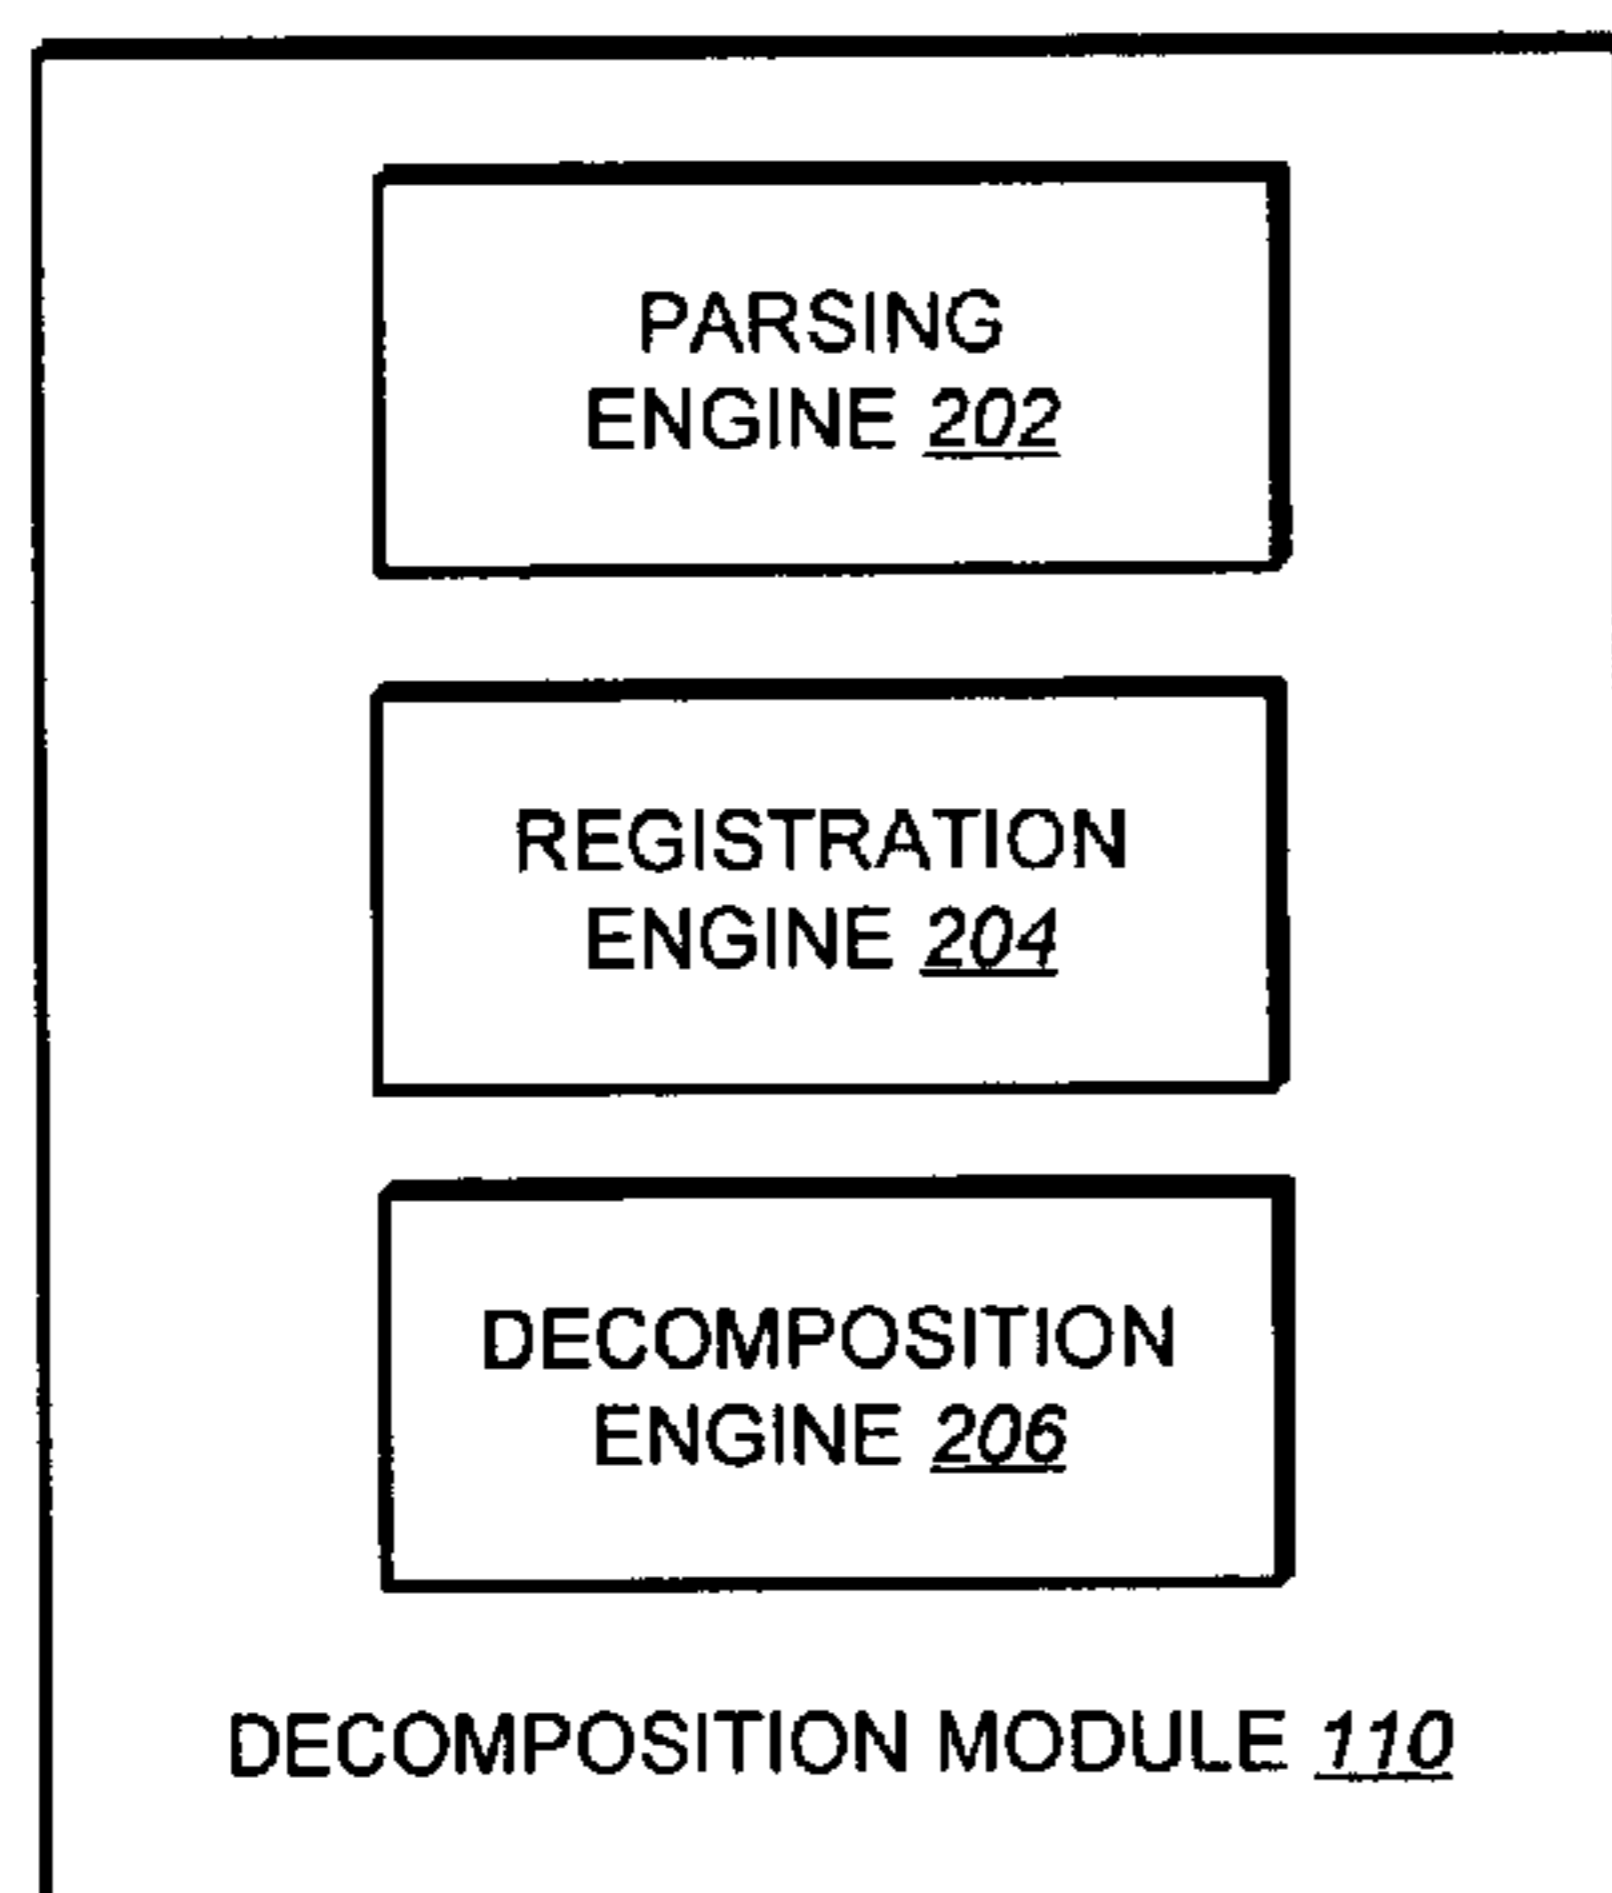 PARSING
ENGINE 202
REGISTRATION
ENGINE 204
DECOMPOSITION
ENGINE 206
DECOMPOSITION MODULE 110